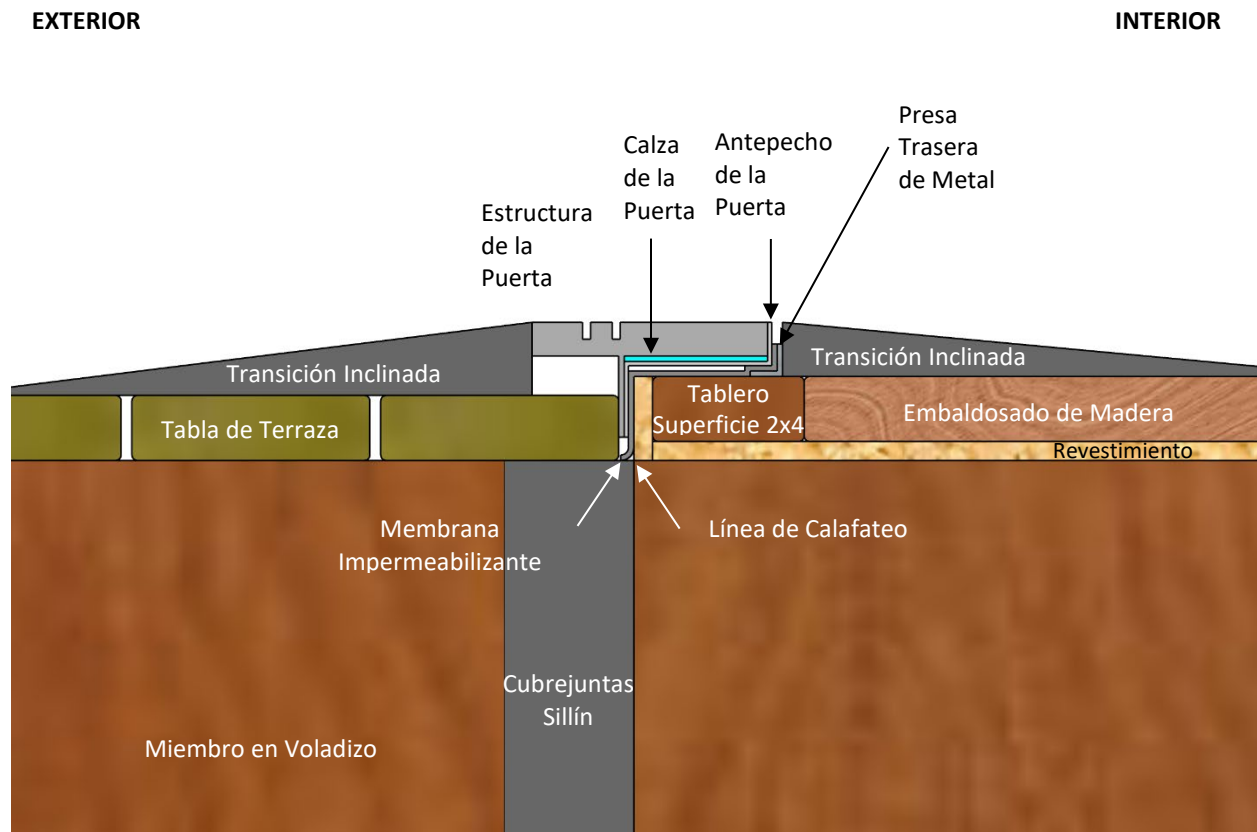 EXTERIOR
INTERIOR
Presa
Trasera
de Metal
Calza
de la
Puerta
Antepecho
de la
Puerta
Estructura
de la
Puerta
Transición Inclinada
Transición Inclinada
Tabla de Terraza
Tablero
Superficie 2x4
Embaldosado de Madera
Revestimiento
Membrana
Impermeabilizante
Línea de Calafateo
Cubrejuntas
Sillín
Miembro en Voladizo